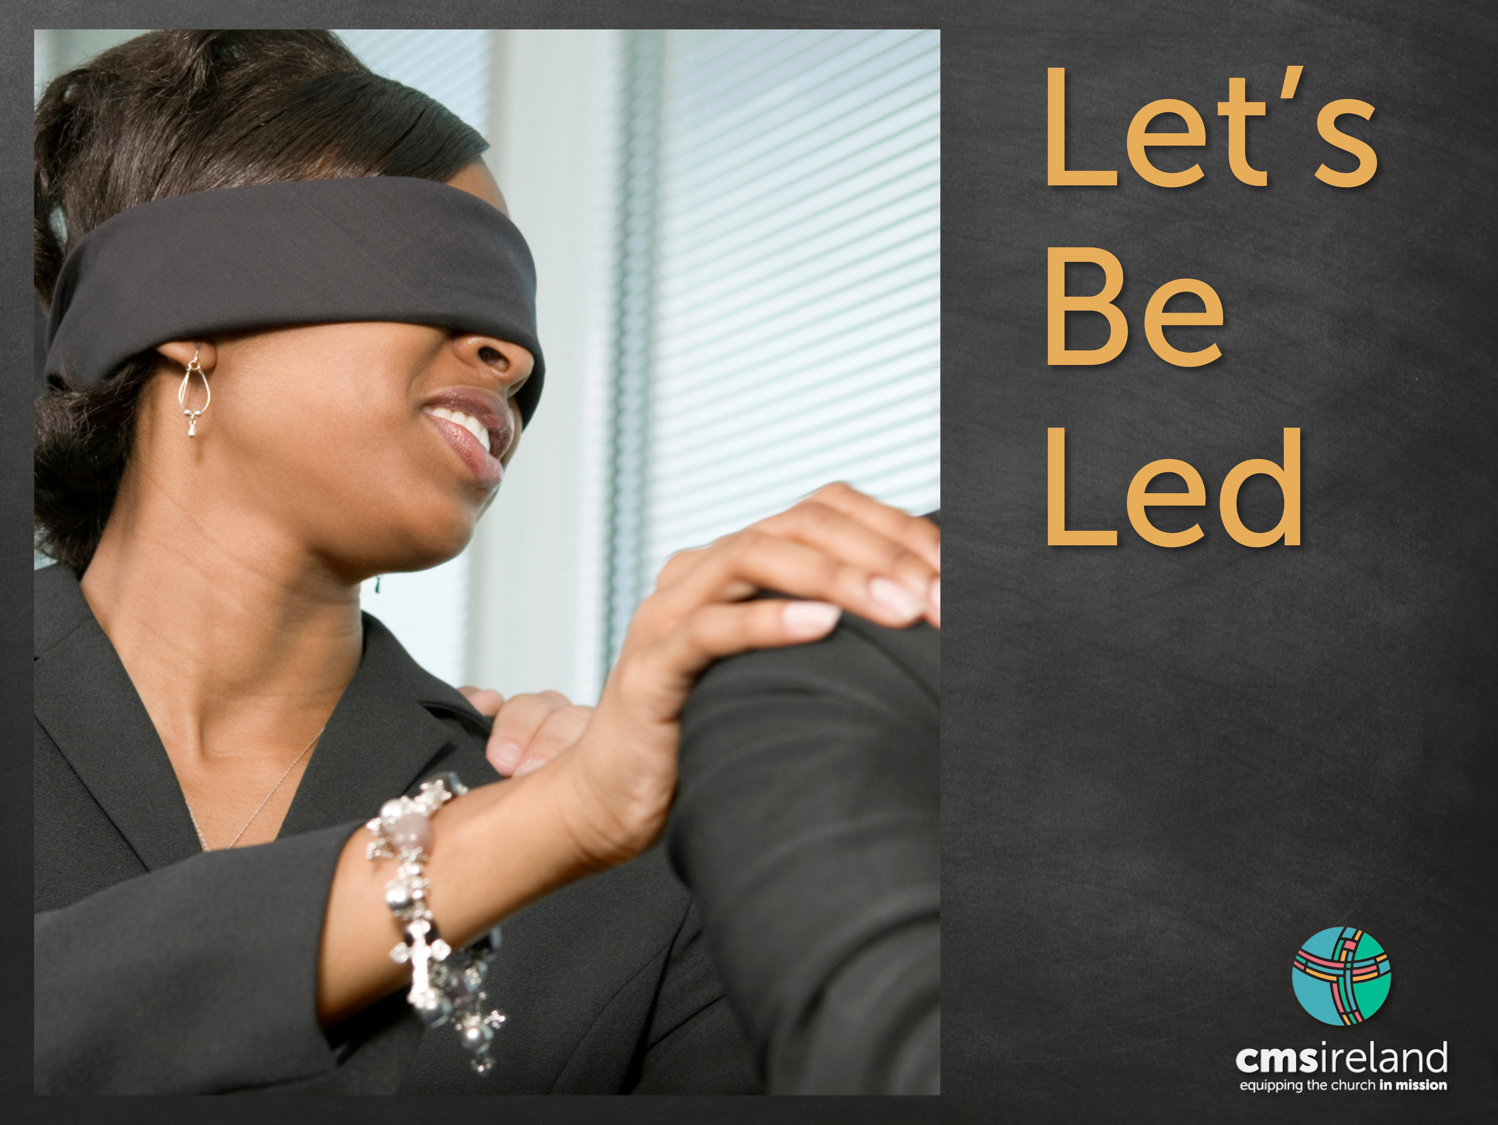 Let’s
Be
Led
cmsireland
equipping the church in mission